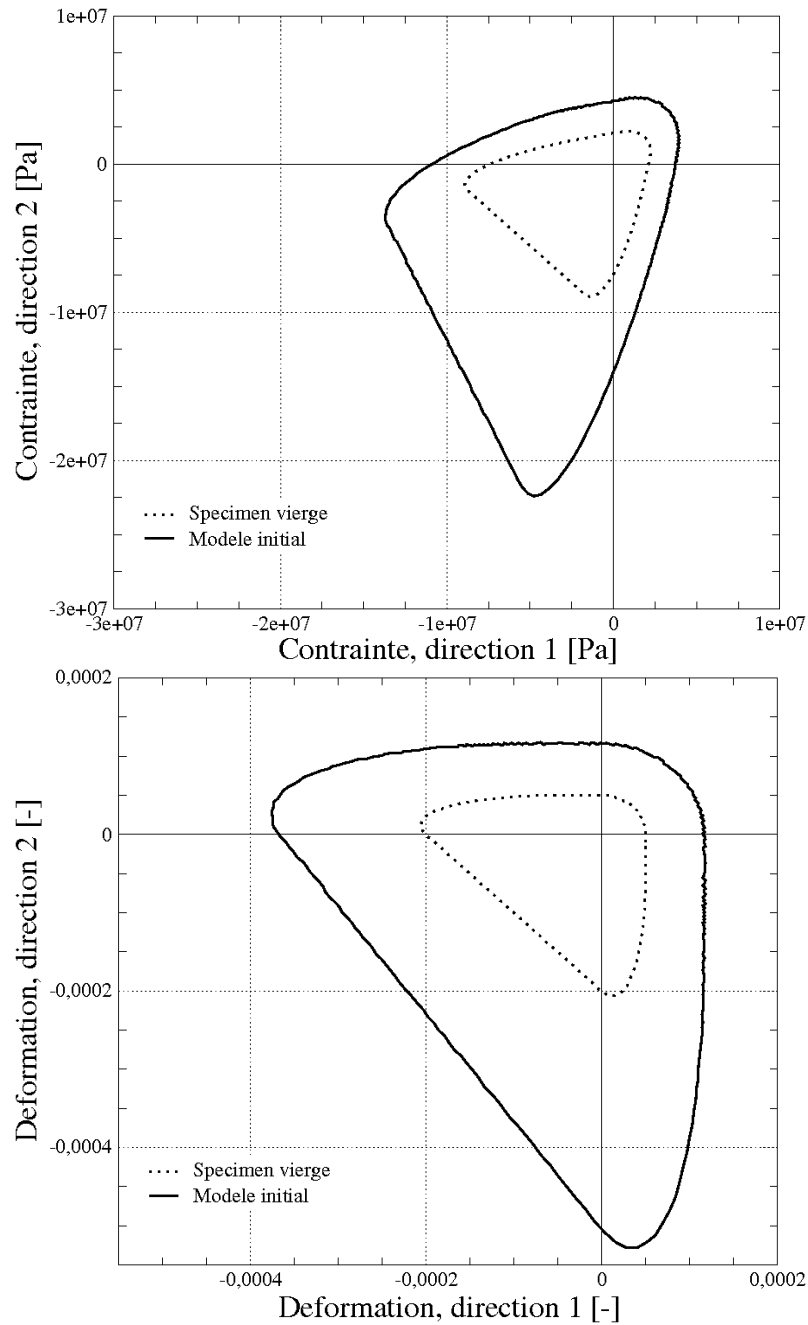 1e+07
0
-1e+07
-2e+07
-3e+07
Contrainte, direction 2 [Pa]
Specimen vierge
Modele initial
-3e+07 -2e+07 -1e+07 0 1e+07
Contrainte, direction 1 [Pa]
0,0002
0
-0,0002
-0,0004
Deformation, direction 2 [-]
Specimen vierge
Modele initial
-0,0004 -0,0002 0 0,0002
Deformation, direction 1 [-]